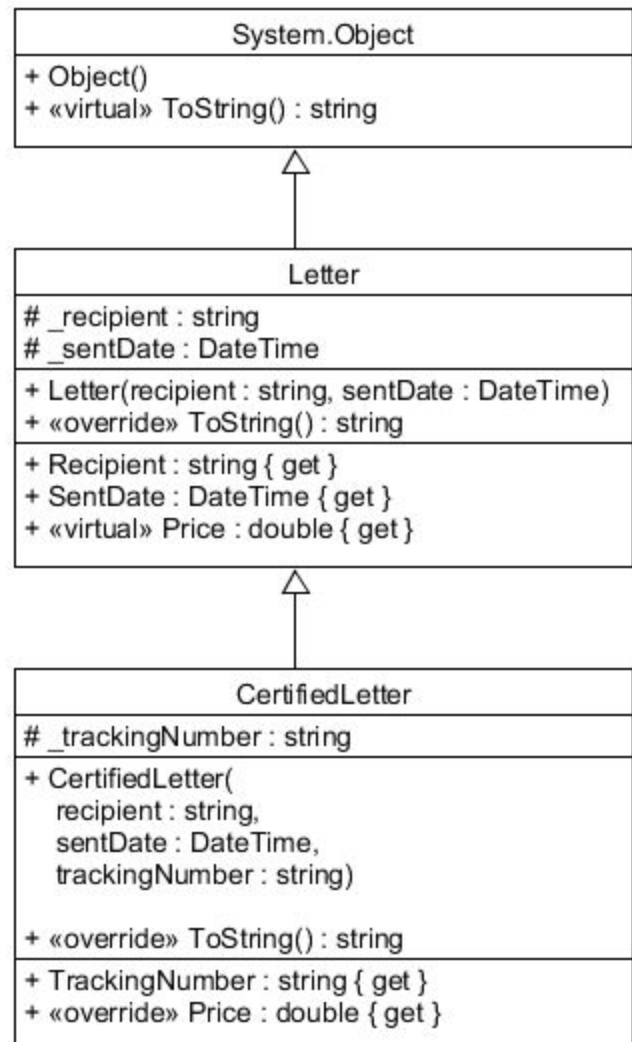 System.Object
+ Object()
+ «virtual» ToString() : string
Letter
# _recipient : string
# _sentDate : DateTime
+ Letter(recipient : string, sentDate : DateTime)
+ «override» ToString() : string
+ Recipient : string { get }
+ SentDate : DateTime { get }
+ «virtual» Price : double { get }
CertifiedLetter
# _trackingNumber : string
+ CertifiedLetter(
recipient : string,
sentDate : DateTime,
trackingNumber : string)
+ «override» ToString() : string
+ TrackingNumber : string { get }
+ «override» Price : double { get }